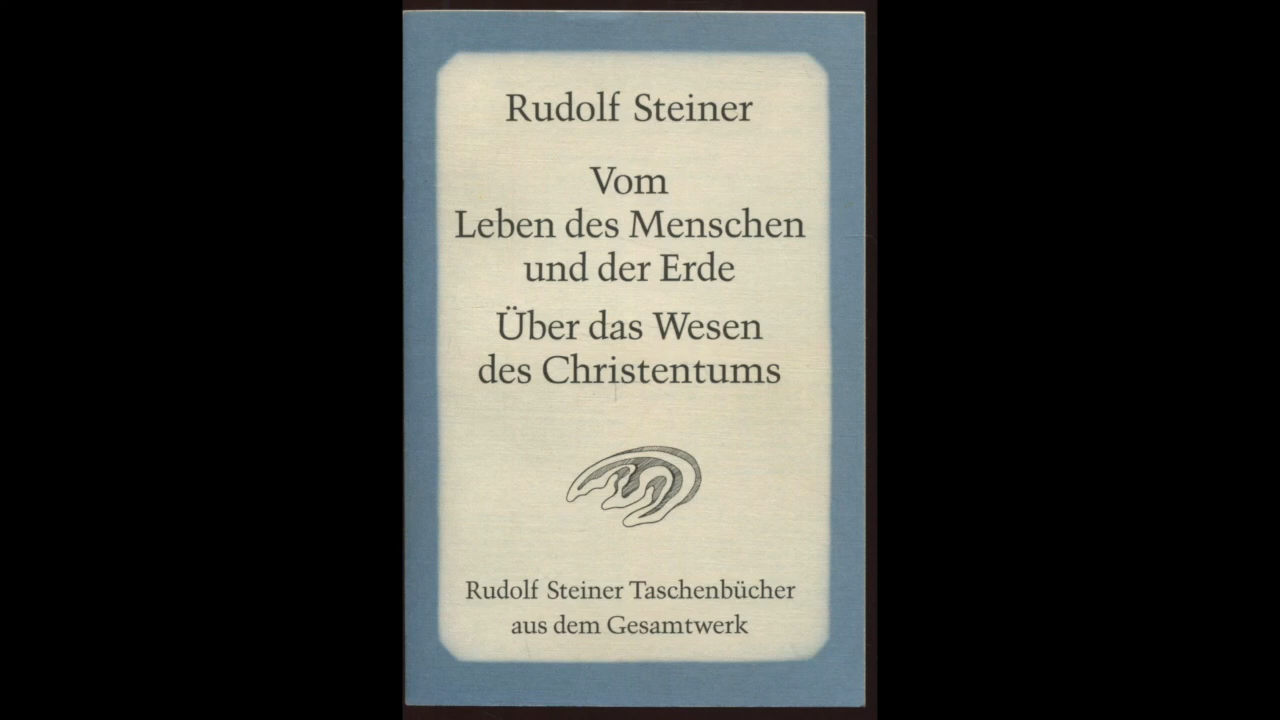 Rudolf Steiner
Vom
Leben des Menschen
und der Erde
Über das Wesen
des Christentums
Rudolf Steiner Taschenbücher
aus dem Gesamtwerk